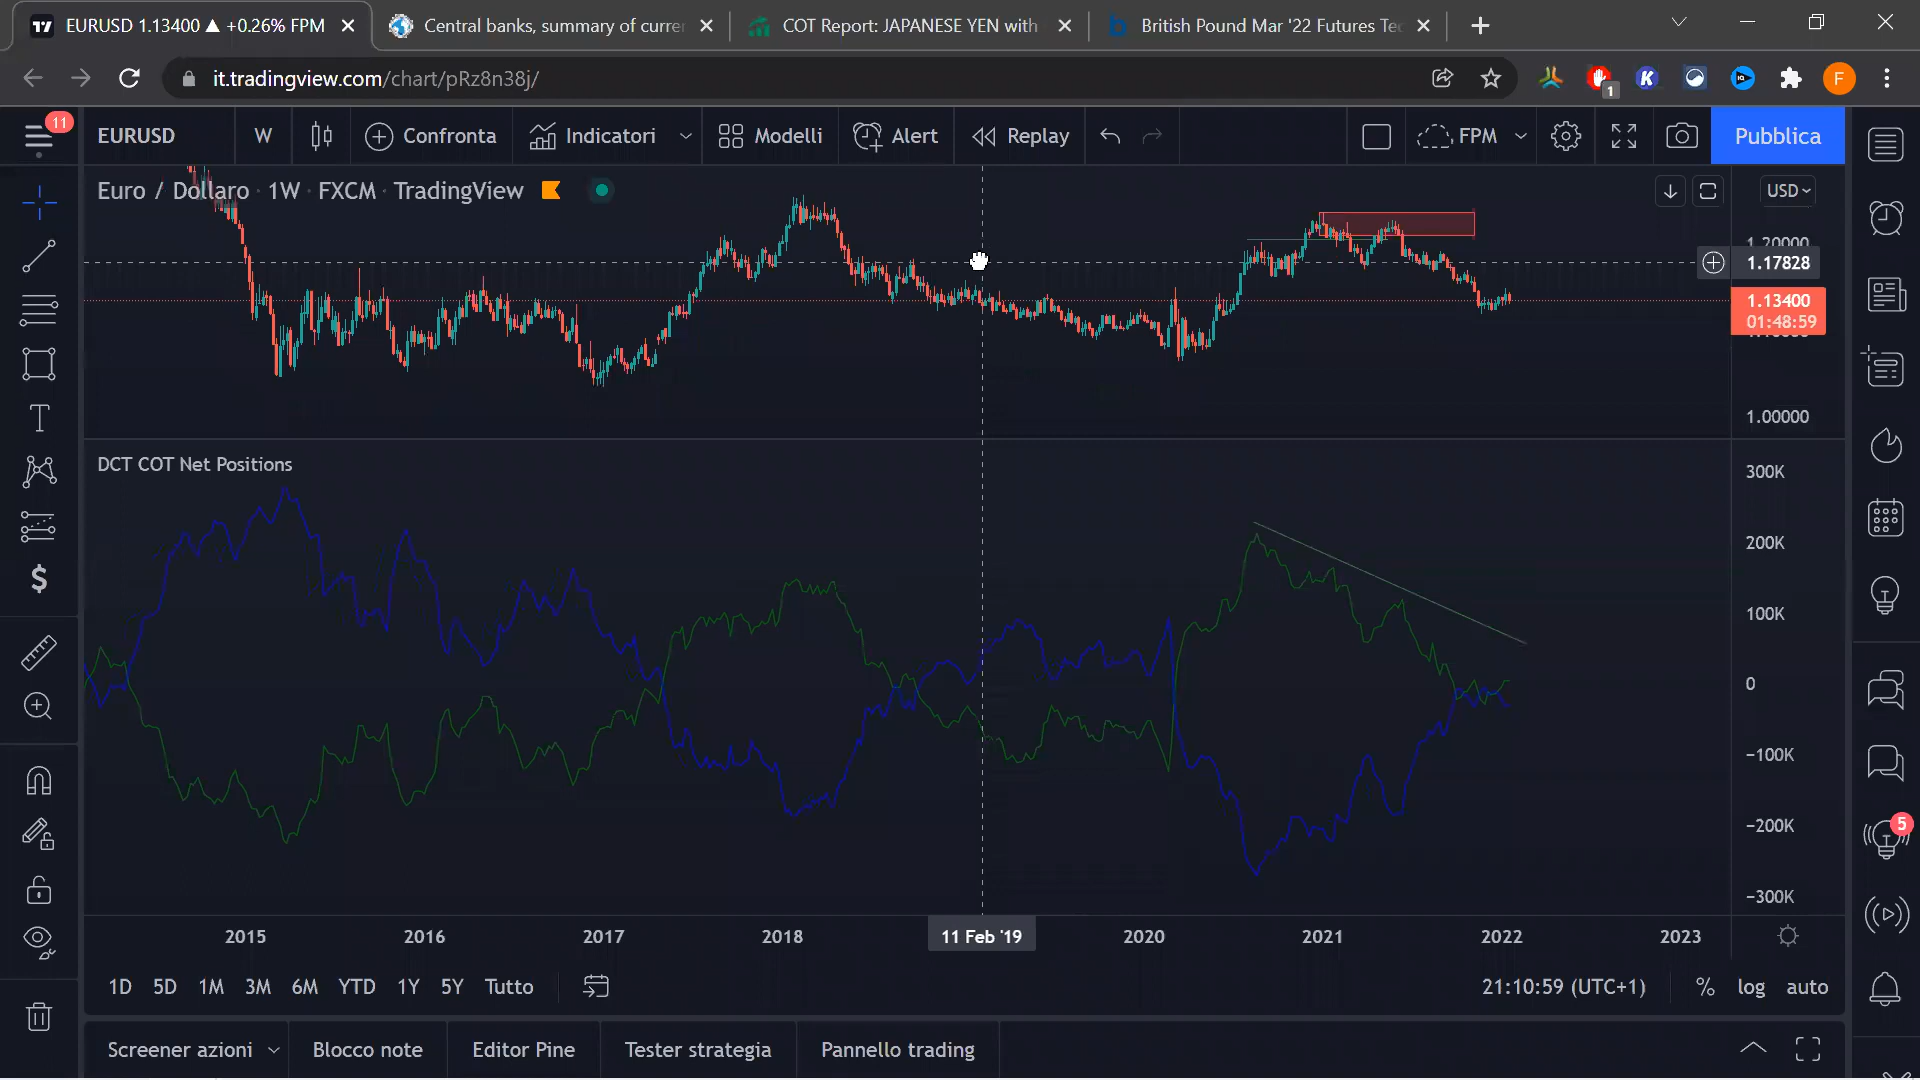 EURUSD 1.13400 ▲ +0.26% FPM
Central banks, summary of currer
COT Report: JAPANESE YEN with
British Pound Mar '22 Futures Tec
it.tradingview.com/chart/pRz8n38j/
1
K
F
11
EURUSD
W
Confronta
Indicatori
Modelli
Alert
Replay
FPM
Pubblica
Euro / Dollaro · 1W · FXCM · TradingView
USD
1.20000
1.17828
1.13400
01:48:59
1.00000
DCT COT Net Positions
300K
200K
100K
0
−100K
−200K
−300K
5
2015
2016
2017
2018
11 Feb '19
2020
2021
2022
2023
1D
5D
1M
3M
6M
YTD
1Y
5Y
Tutto
21:10:59 (UTC+1)
%
log
auto
Screener azioni
Blocco note
Editor Pine
Tester strategia
Pannello trading